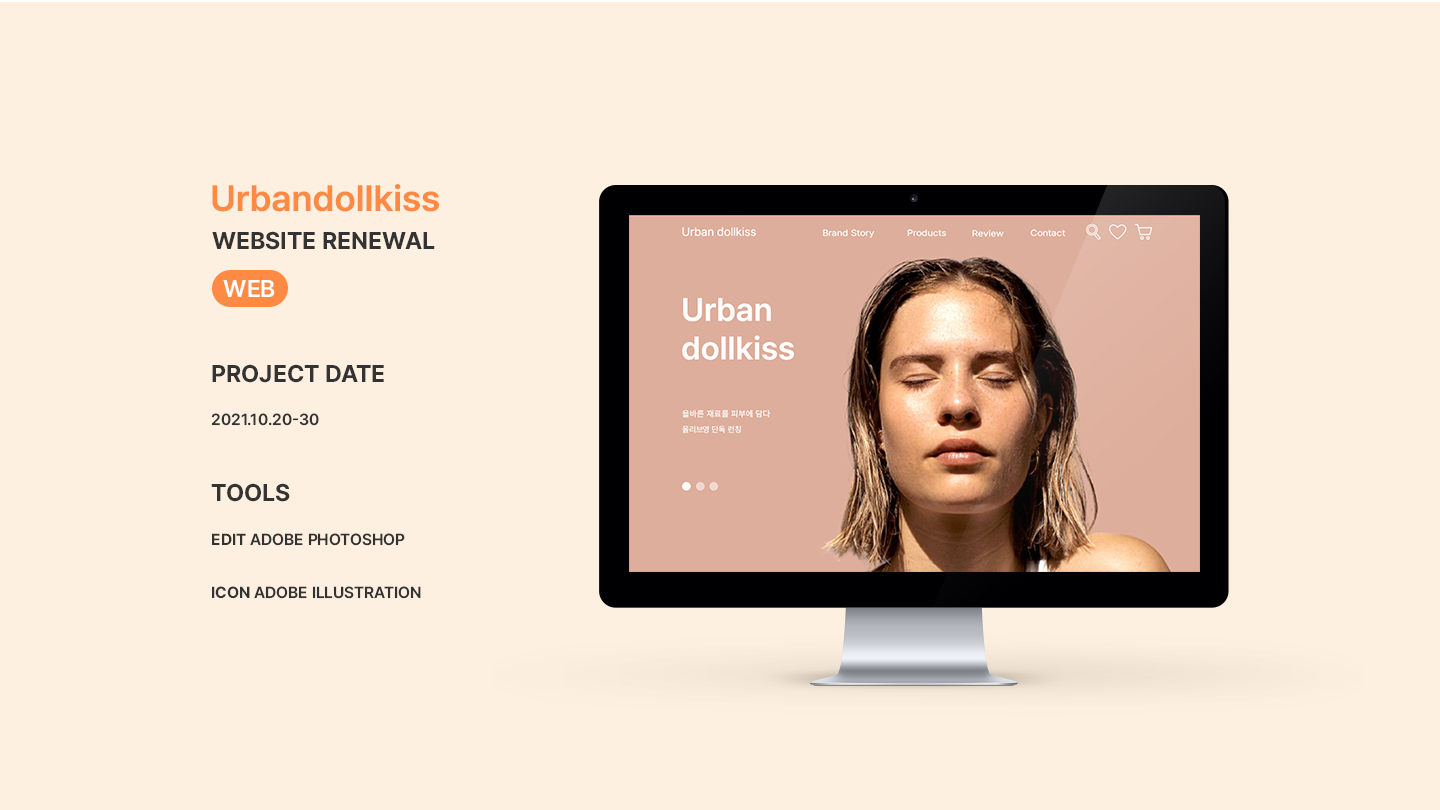 Urbandollkiss
WEBSITE RENEWAL
WEB
PROJECT DATE
2021.10.20-30
TOOLS
EDIT ADOBE PHOTOSHOP
ICON ADOBE ILLUSTRATION
Urban dollkiss
Brand Story
Products
Review
Contact
Urban
dollkiss
올바른 재료를 피부에 담다
올리브영 단독 런칭